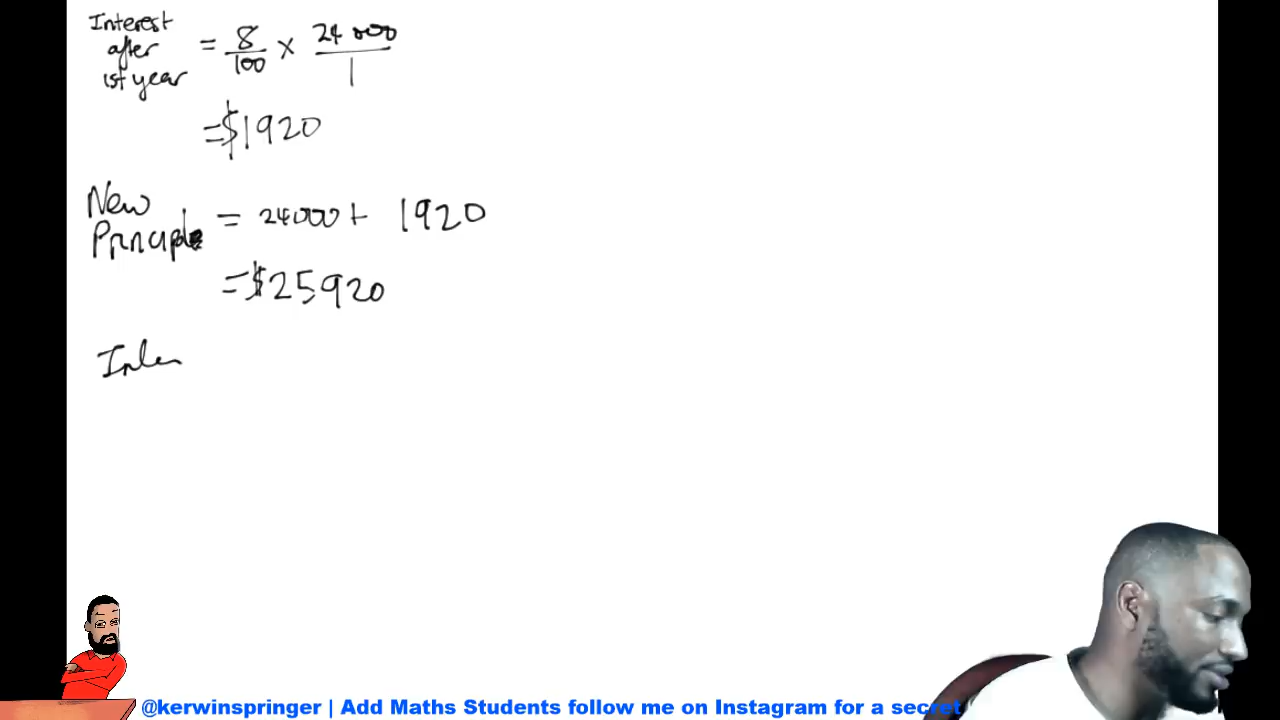 Interest
after
1st year
= 8/100 × 24 000/1
= $1920
New
Principle
= 24000 + 1920
= $25920
Inter
@kerwinspringer | Add Maths Students follow me on Instagram for a secret